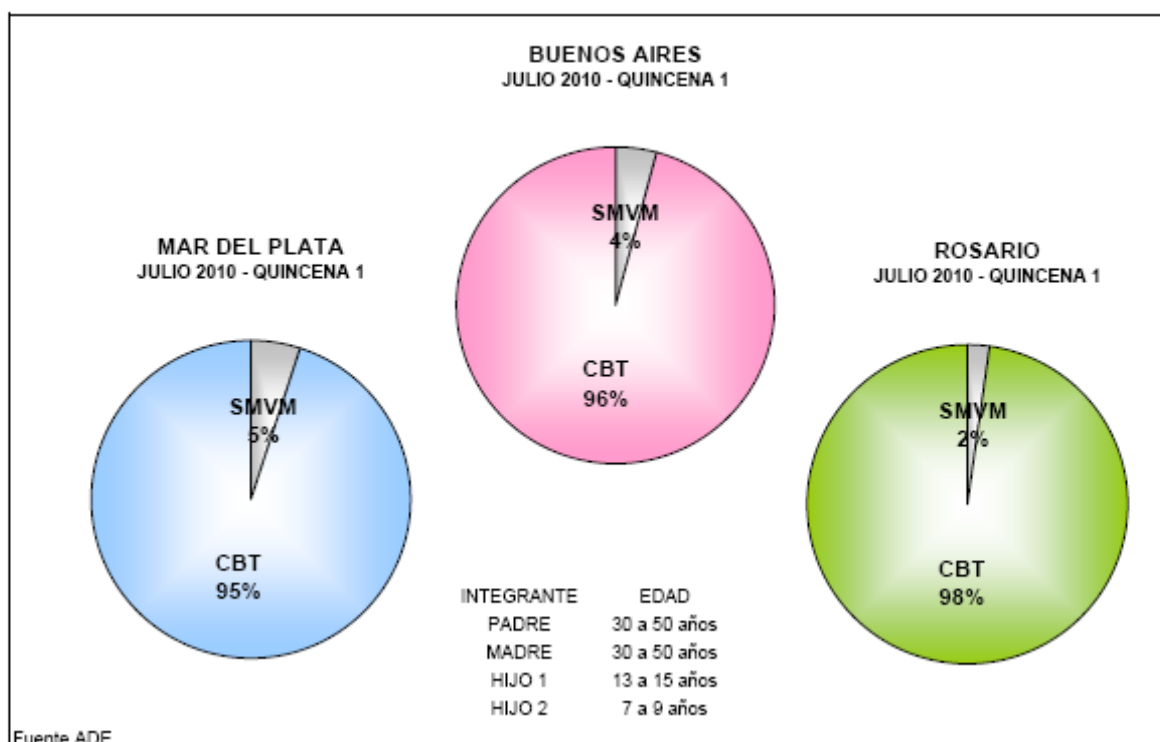 BUENOS AIRES
JULIO 2010 - QUINCENA 1
SMVM
4%
CBT
96%
MAR DEL PLATA
JULIO 2010 - QUINCENA 1
SMVM
5%
CBT
95%
ROSARIO
JULIO 2010 - QUINCENA 1
SMVM
2%
CBT
98%
INTEGRANTE EDAD
PADRE 30 a 50 años
MADRE 30 a 50 años
HIJO 1 13 a 15 años
HIJO 2 7 a 9 años
Fuente ADE